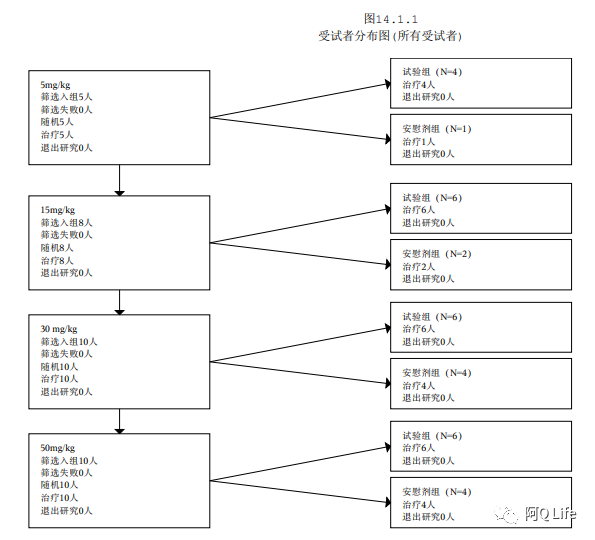 图14.1.1
受试者分布图(所有受试者)
5mg/kg
筛选入组5人
筛选失败0人
随机5人
治疗5人
退出研究0人
试验组 (N=4)
治疗4人
退出研究0人
安慰剂组 (N=1)
治疗1人
退出研究0人
15mg/kg
筛选入组8人
筛选失败0人
随机8人
治疗8人
退出研究0人
试验组 (N=6)
治疗6人
退出研究0人
安慰剂组 (N=2)
治疗2人
退出研究0人
30 mg/kg
筛选入组10人
筛选失败0人
随机10人
治疗10人
退出研究0人
试验组 (N=6)
治疗6人
退出研究0人
安慰剂组 (N=4)
治疗4人
退出研究0人
50mg/kg
筛选入组10人
筛选失败0人
随机10人
治疗10人
退出研究0人
试验组 (N=6)
治疗6人
退出研究0人
安慰剂组 (N=4)
治疗4人
退出研究0人
阿Q Life